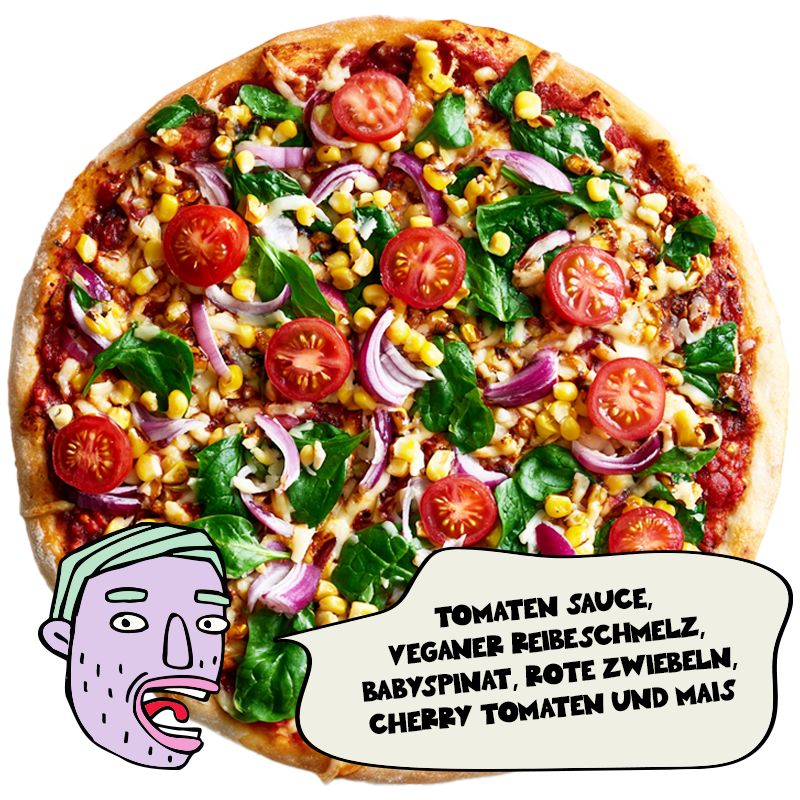 TOMATEN SAUCE,
VEGANER REIBESCHMELZ,
BABYSPINAT, ROTE ZWIEBELN,
CHERRY TOMATEN UND MAIS